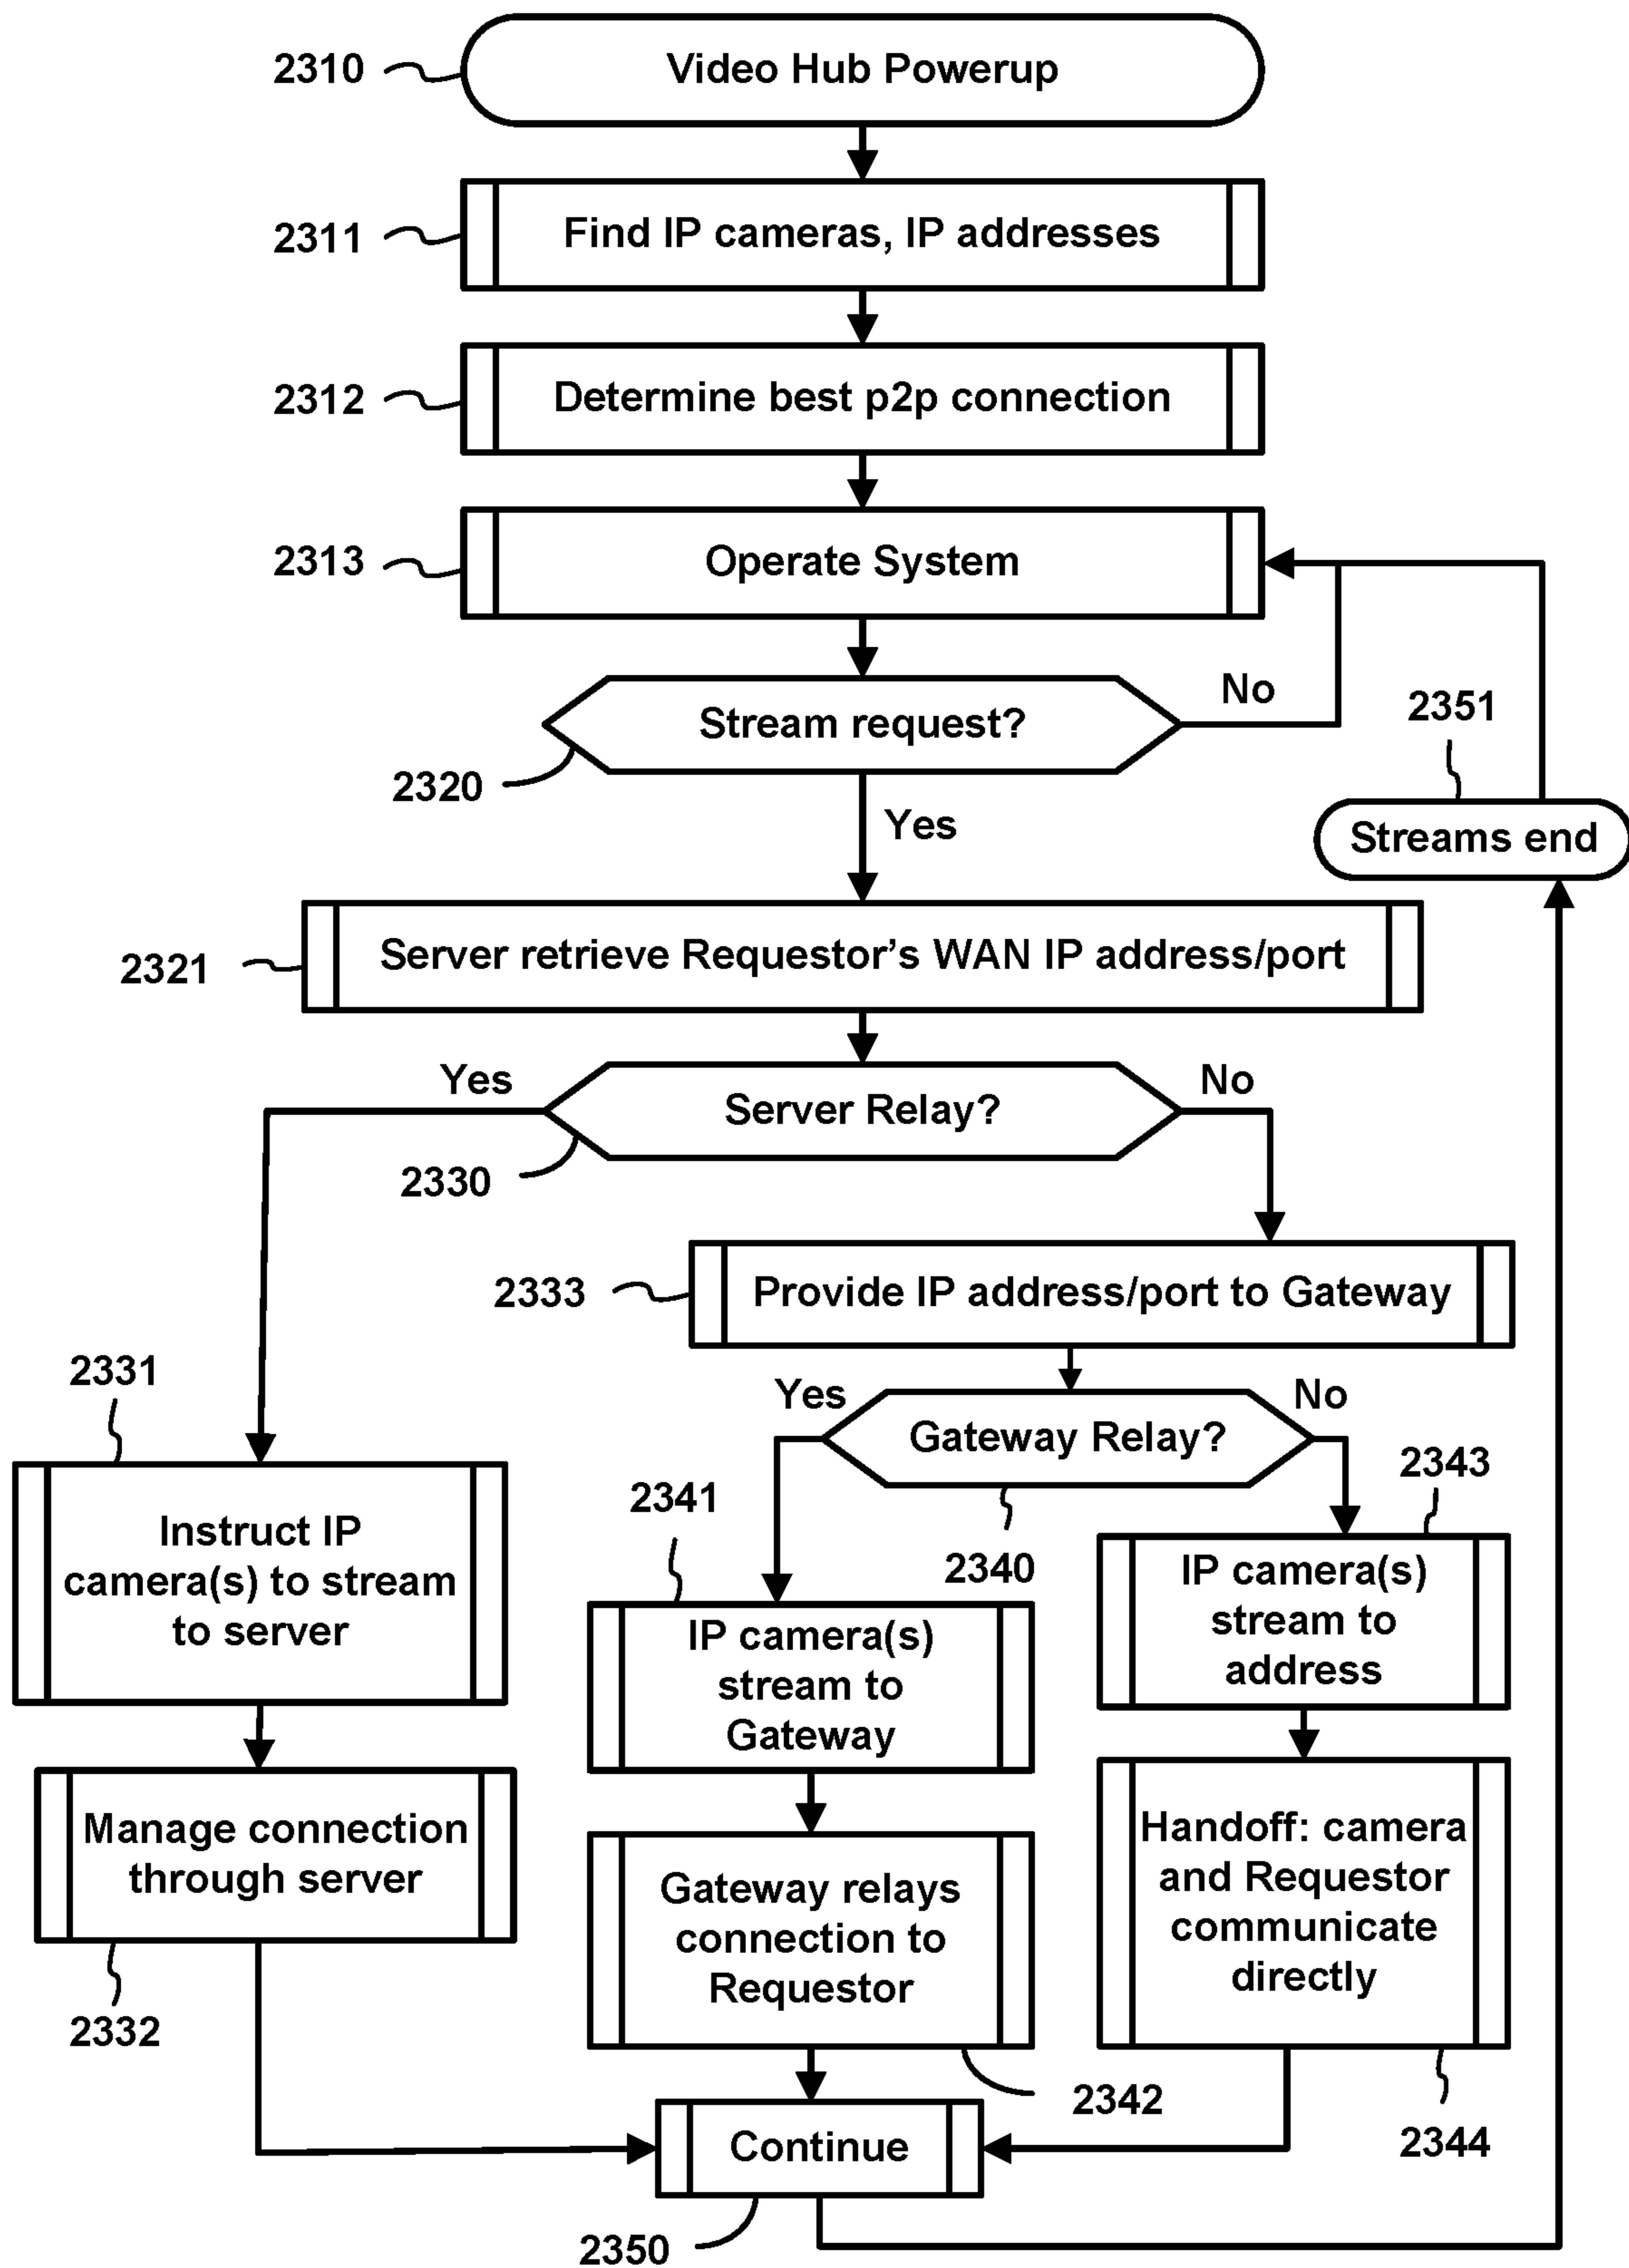 2310
Video Hub Powerup
2311
Find IP cameras, IP addresses
2312
Determine best p2p connection
2313
Operate System
Stream request?
No
2320
Yes
2351
Streams end
2321
Server retrieve Requestor’s WAN IP address/port
Yes
Server Relay?
No
2330
2333
Provide IP address/port to Gateway
Yes
Gateway Relay?
No
2340
2331
Instruct IP
camera(s) to stream
to server
2341
IP camera(s)
stream to
Gateway
2343
IP camera(s)
stream to
address
Manage connection
through server
2332
Gateway relays
connection to
Requestor
2342
Handoff: camera
and Requestor
communicate
directly
2344
Continue
2350